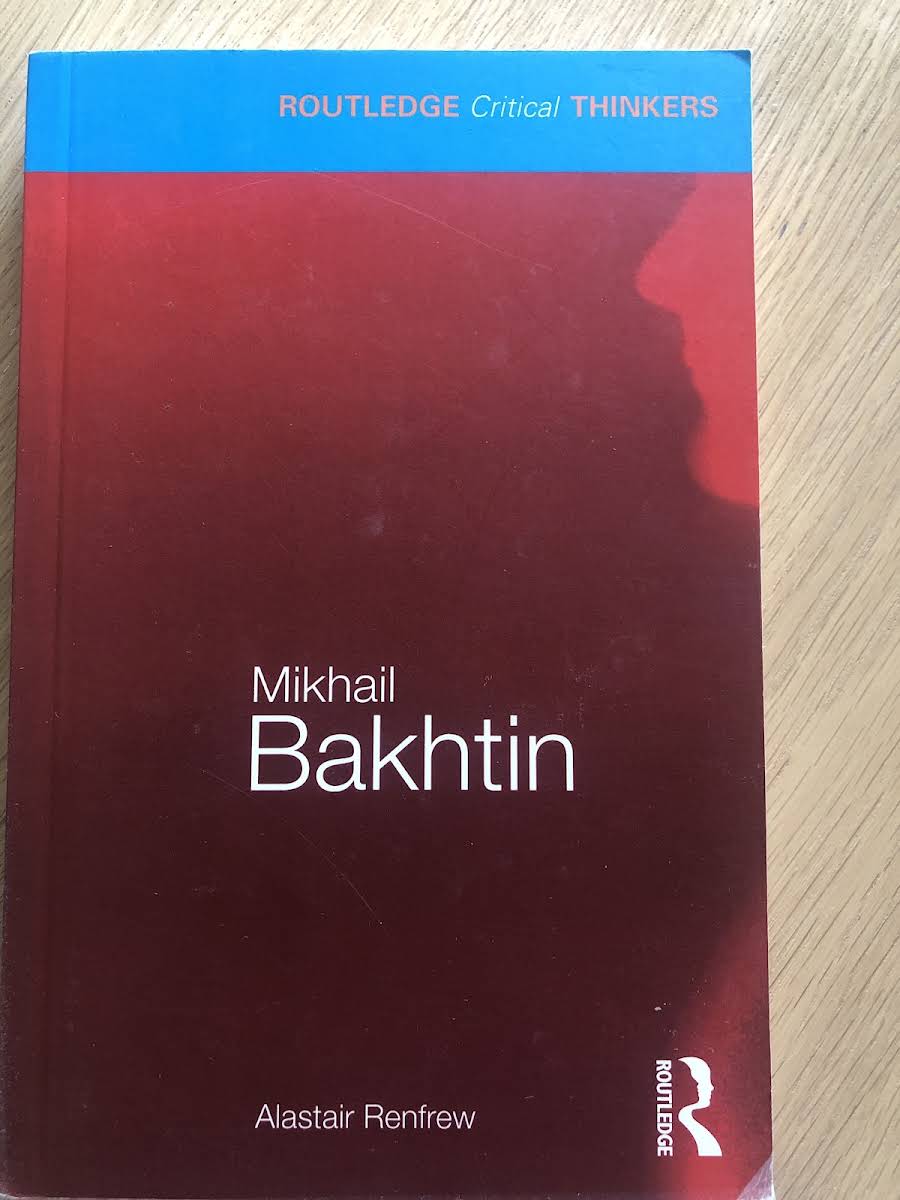 ROUTLEDGE Critical THINKERS
Mikhail
Bakhtin
Alastair Renfrew
ROUTLEDGE